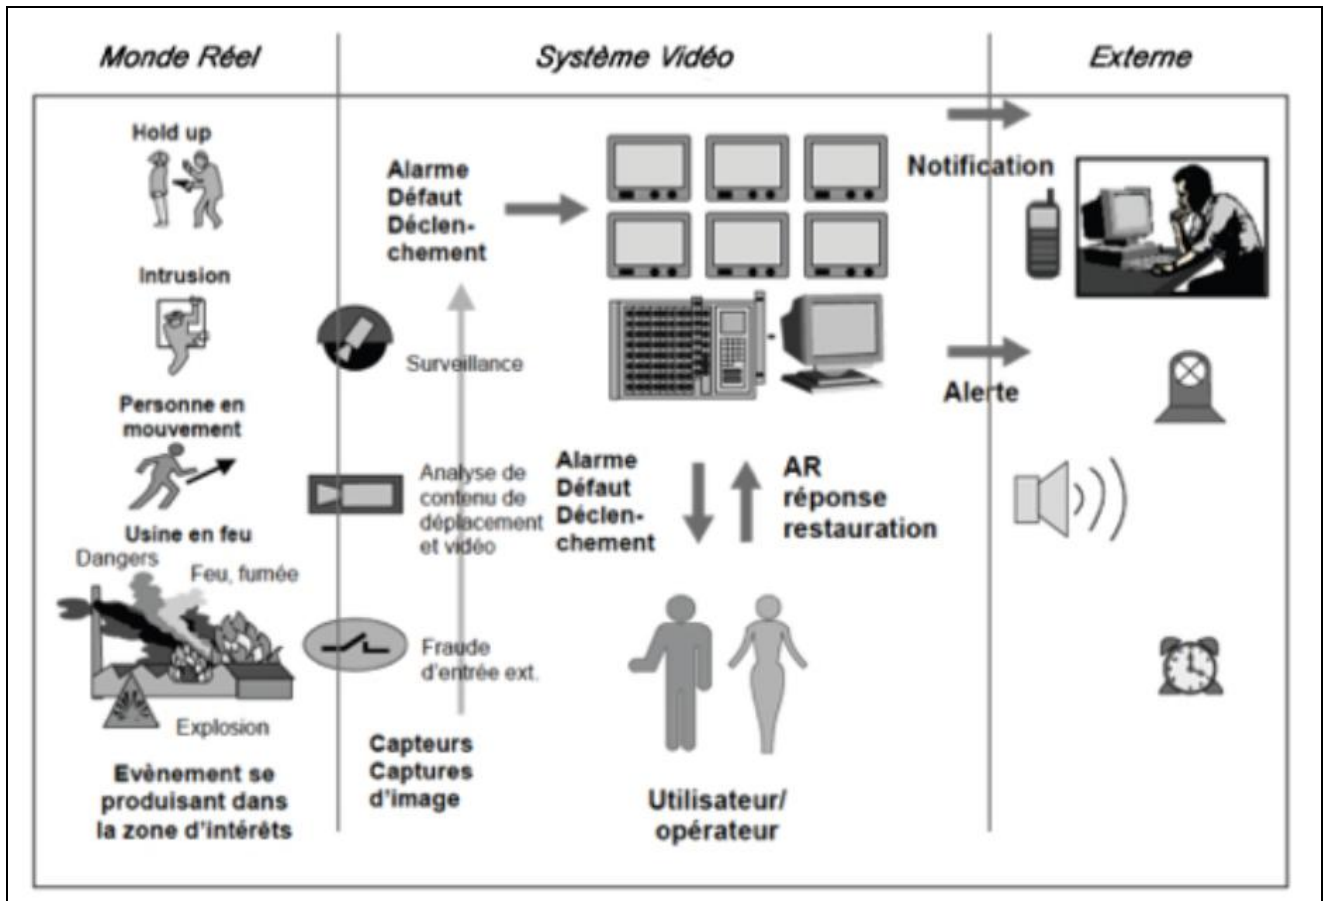 Monde Réel
Système Vidéo
Externe
Hold up
Intrusion
Personne en
mouvement
Usine en feu
Dangers
Feu, fumée
Explosion
Evènement se
produisant dans
la zone d'intérêts
Alarme
Défaut
Déclen-
chement
Surveillance
Analyse de
contenu de
déplacement
et vidéo
Fraude
d'entrée ext.
Capteurs
Captures
d'image
Alarme
Défaut
Déclen-
chement
AR
réponse
restauration
Utilisateur/
opérateur
Notification
Alerte